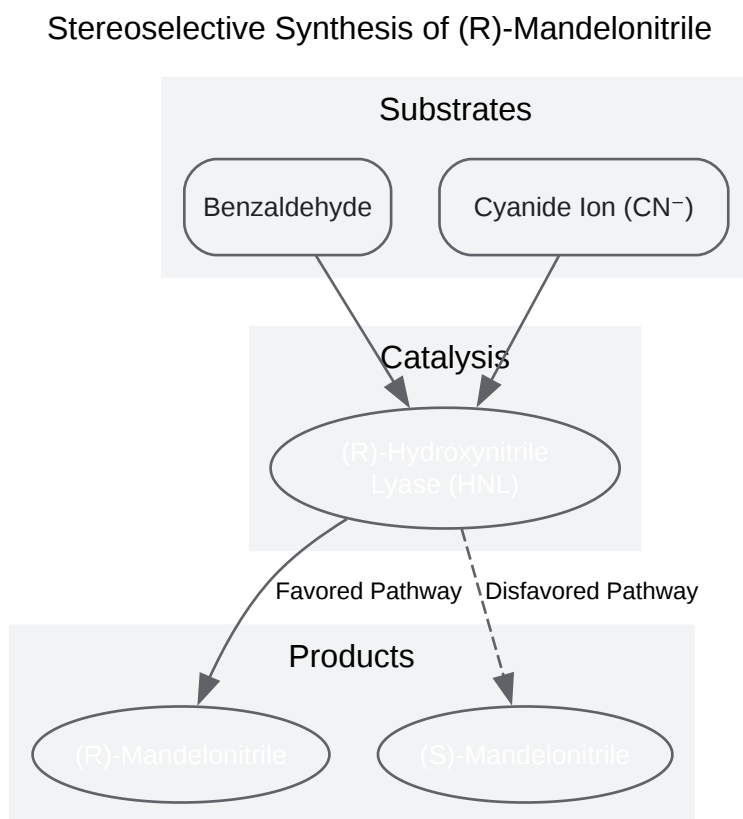 Stereoselective Synthesis of (R)-Mandelonitrile
Substrates
Benzaldehyde
Cyanide Ion (CN⁻)
Catalysis
(R)-Hydroxynitrile
Lyase (HNL)
Favored Pathway
Disfavored Pathway
Products
(R)-Mandelonitrile
(S)-Mandelonitrile